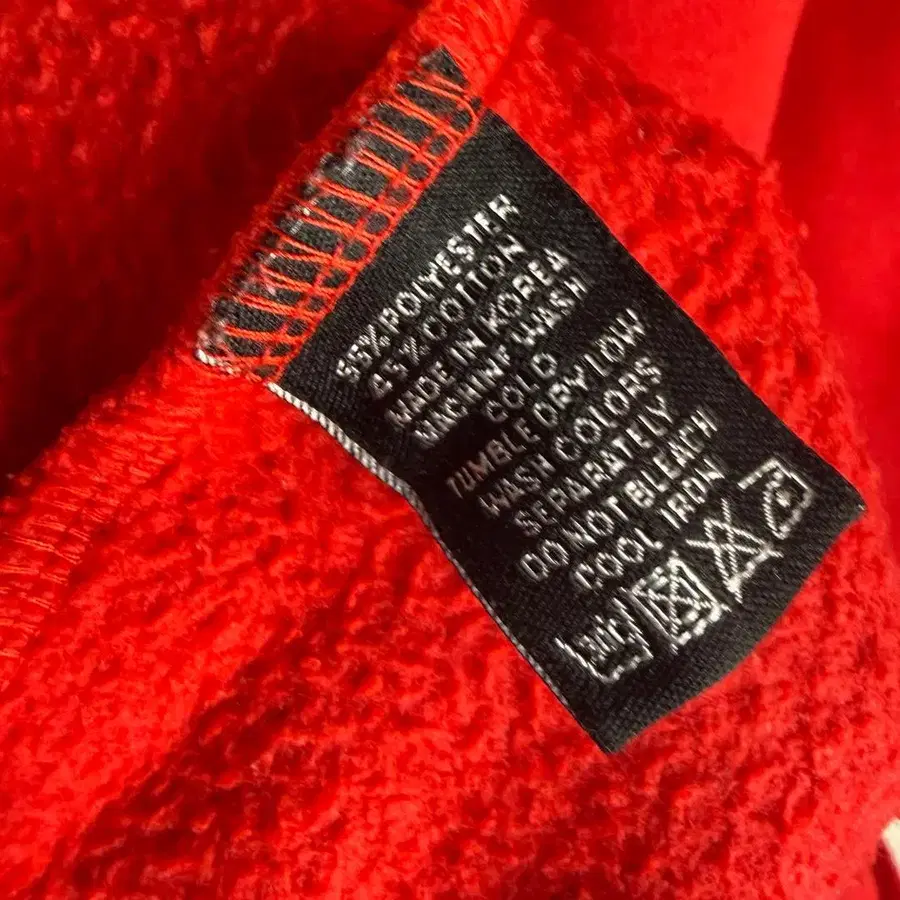 55% POLYESTER
45% COTTON
MADE IN KOREA
MACHINE WASH
COLD
TUMBLE DRY LOW
WASH COLORS
SEPARATELY
DO NOT BLEACH
COOL IRON